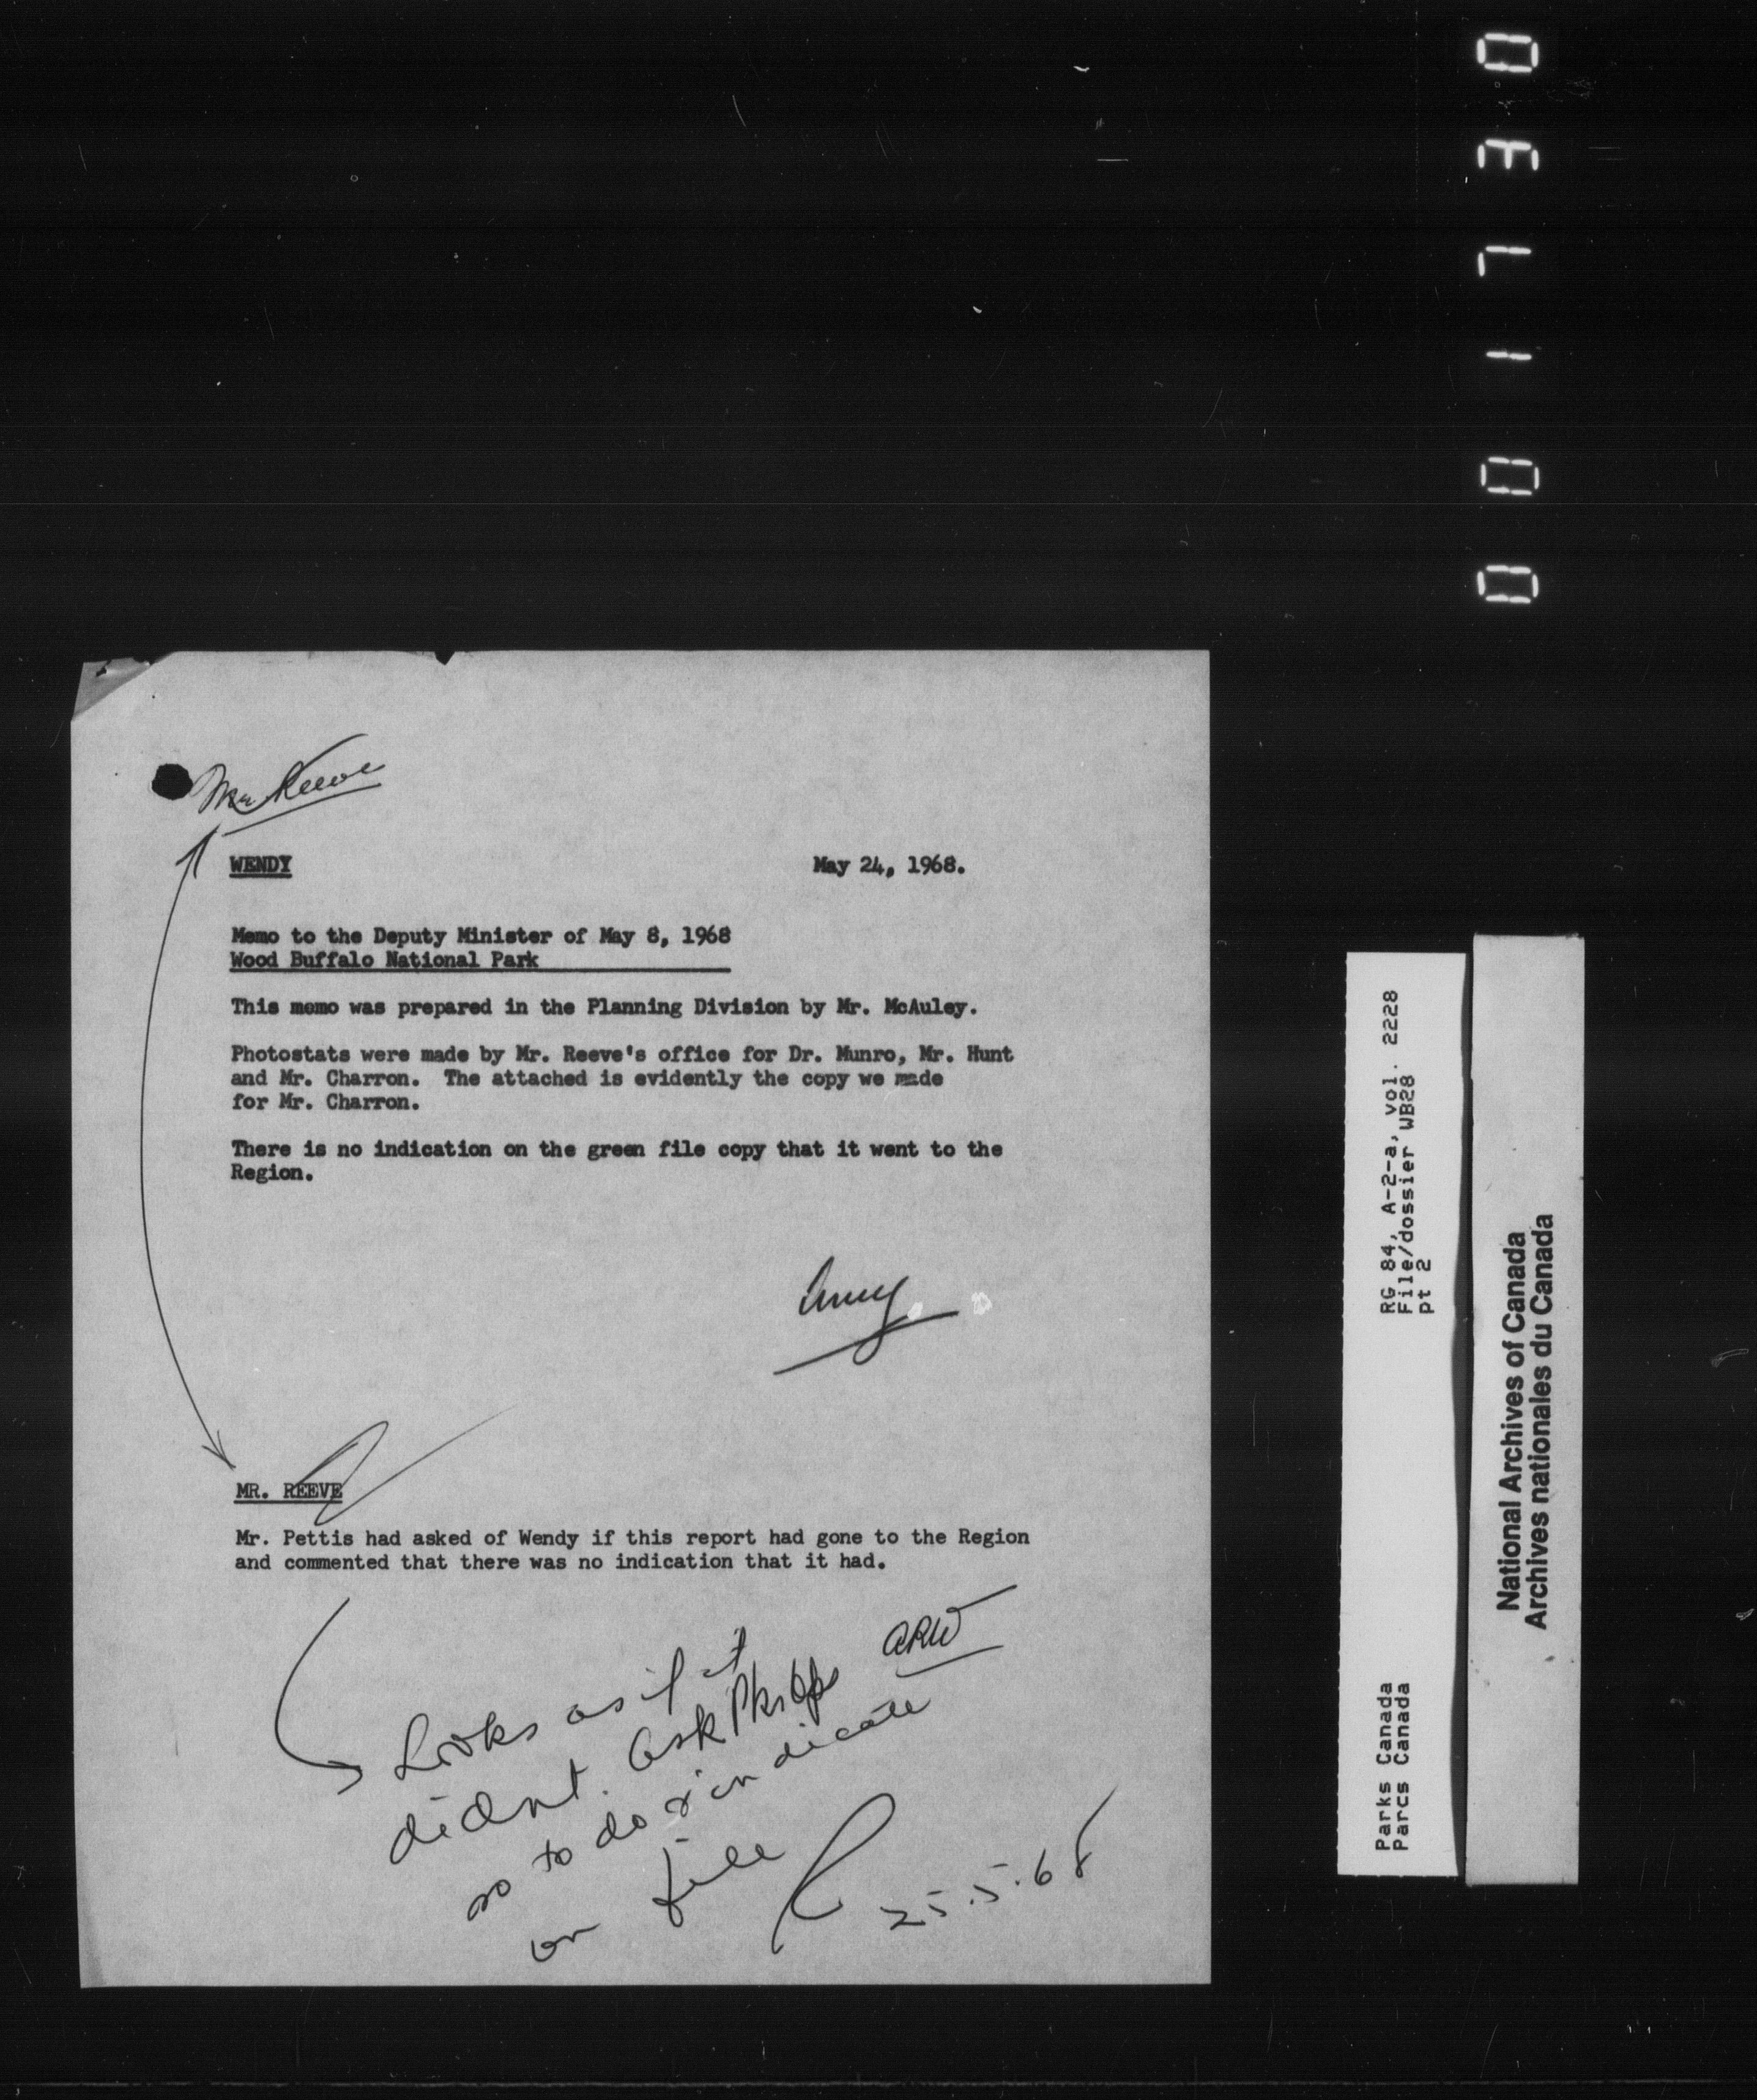 001730
Mr. Reeve
WENDY
May 24, 1968.
Memo to the Deputy Minister of May 8, 1968
Wood Buffalo National Park
This memo was prepared in the Planning Division by Mr. McAuley.
Photostats were made by Mr. Reeve's office for Dr. Munro, Mr. Hunt
and Mr. Charron.  The attached is evidently the copy we made
for Mr. Charron.
There is no indication on the green file copy that it went to the
Region.
MR. REEVE
Mr. Pettis had asked of Wendy if this report had gone to the Region
and commented that there was no indication that it had.
Looks as if it
didnt. Ask
so to do & indicate
on file
25.5.68
RG 84, A-2-a, vol. 2228
File/dossier WB28
pt 2
Parks Canada
Parcs Canada
National Archives of Canada
Archives nationales du Canada